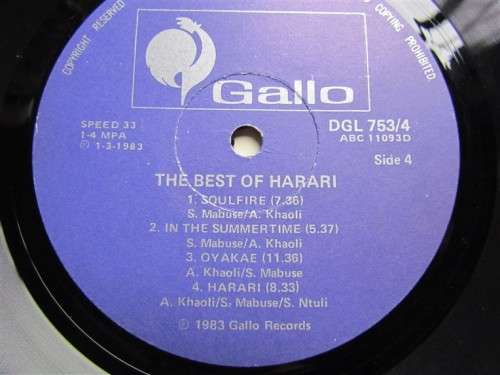 COPYRIGHT RESERVED
COPYING PROHIBITED.
Gallo
SPEED 33
1-4 MPA
℗ 1-3-1983
DGL 753/4
ABC 11093D
Side 4
THE BEST OF HARARI
1. SOULFIRE (7.36)
S. Mabuse/A. Khaoli
2. IN THE SUMMERTIME (5.37)
S. Mabuse/A. Khaoli
3. OYAKAE (11.36)
A. Khaoli/S. Mabuse
4. HARARI (8.33)
A. Khaoli/S. Mabuse/S. Ntuli
℗ 1983 Gallo Records